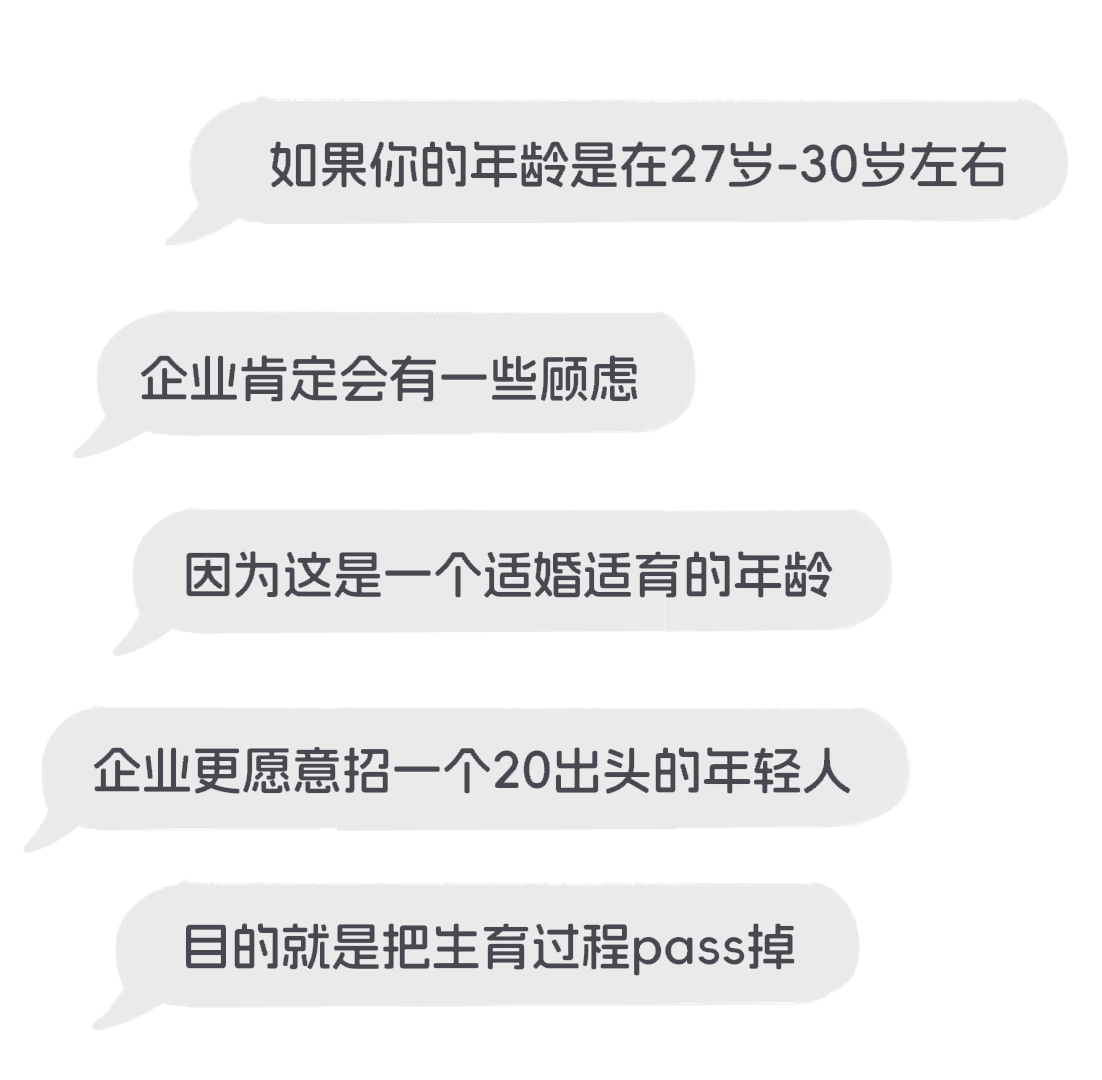 如果你的年龄是在27岁-30岁左右
企业肯定会有一些顾虑
因为这是一个适婚适育的年龄
企业更愿意招一个20出头的年轻人
目的就是把生育过程pass掉